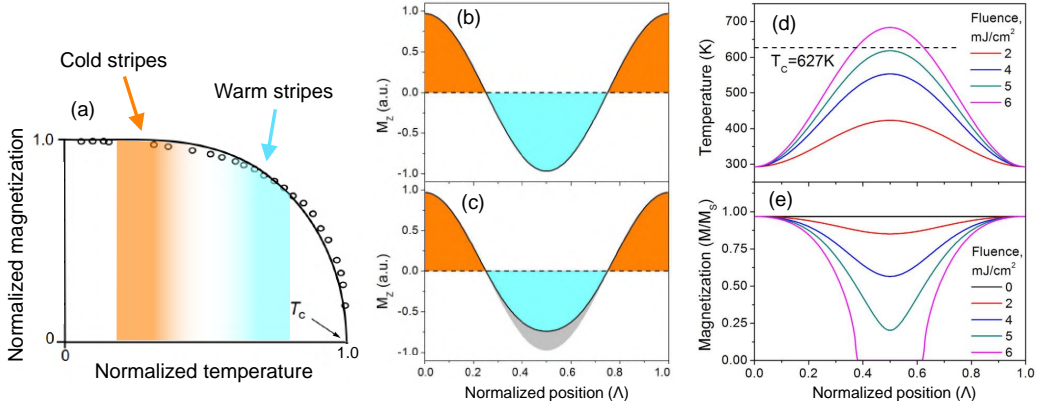 Cold stripes
Warm stripes
(a)
Normalized magnetization
1.0
0
0
1.0
T_c
Normalized temperature
(b)
M_Z (a.u.)
1.0
0.5
0.0
-0.5
-1.0
(c)
M_Z (a.u.)
1.0
0.5
0.0
-0.5
-1.0
0.0 0.2 0.4 0.6 0.8 1.0
Normalized position (Λ)
(d)
Temperature (K)
700
600
500
400
300
T_C=627K
Fluence,
mJ/cm²
2
4
5
6
(e)
Magnetization (M/M_S)
1.00
0.75
0.50
0.25
0.00
Fluence,
mJ/cm²
0
2
4
5
6
0.0 0.2 0.4 0.6 0.8 1.0
Normalized position (Λ)